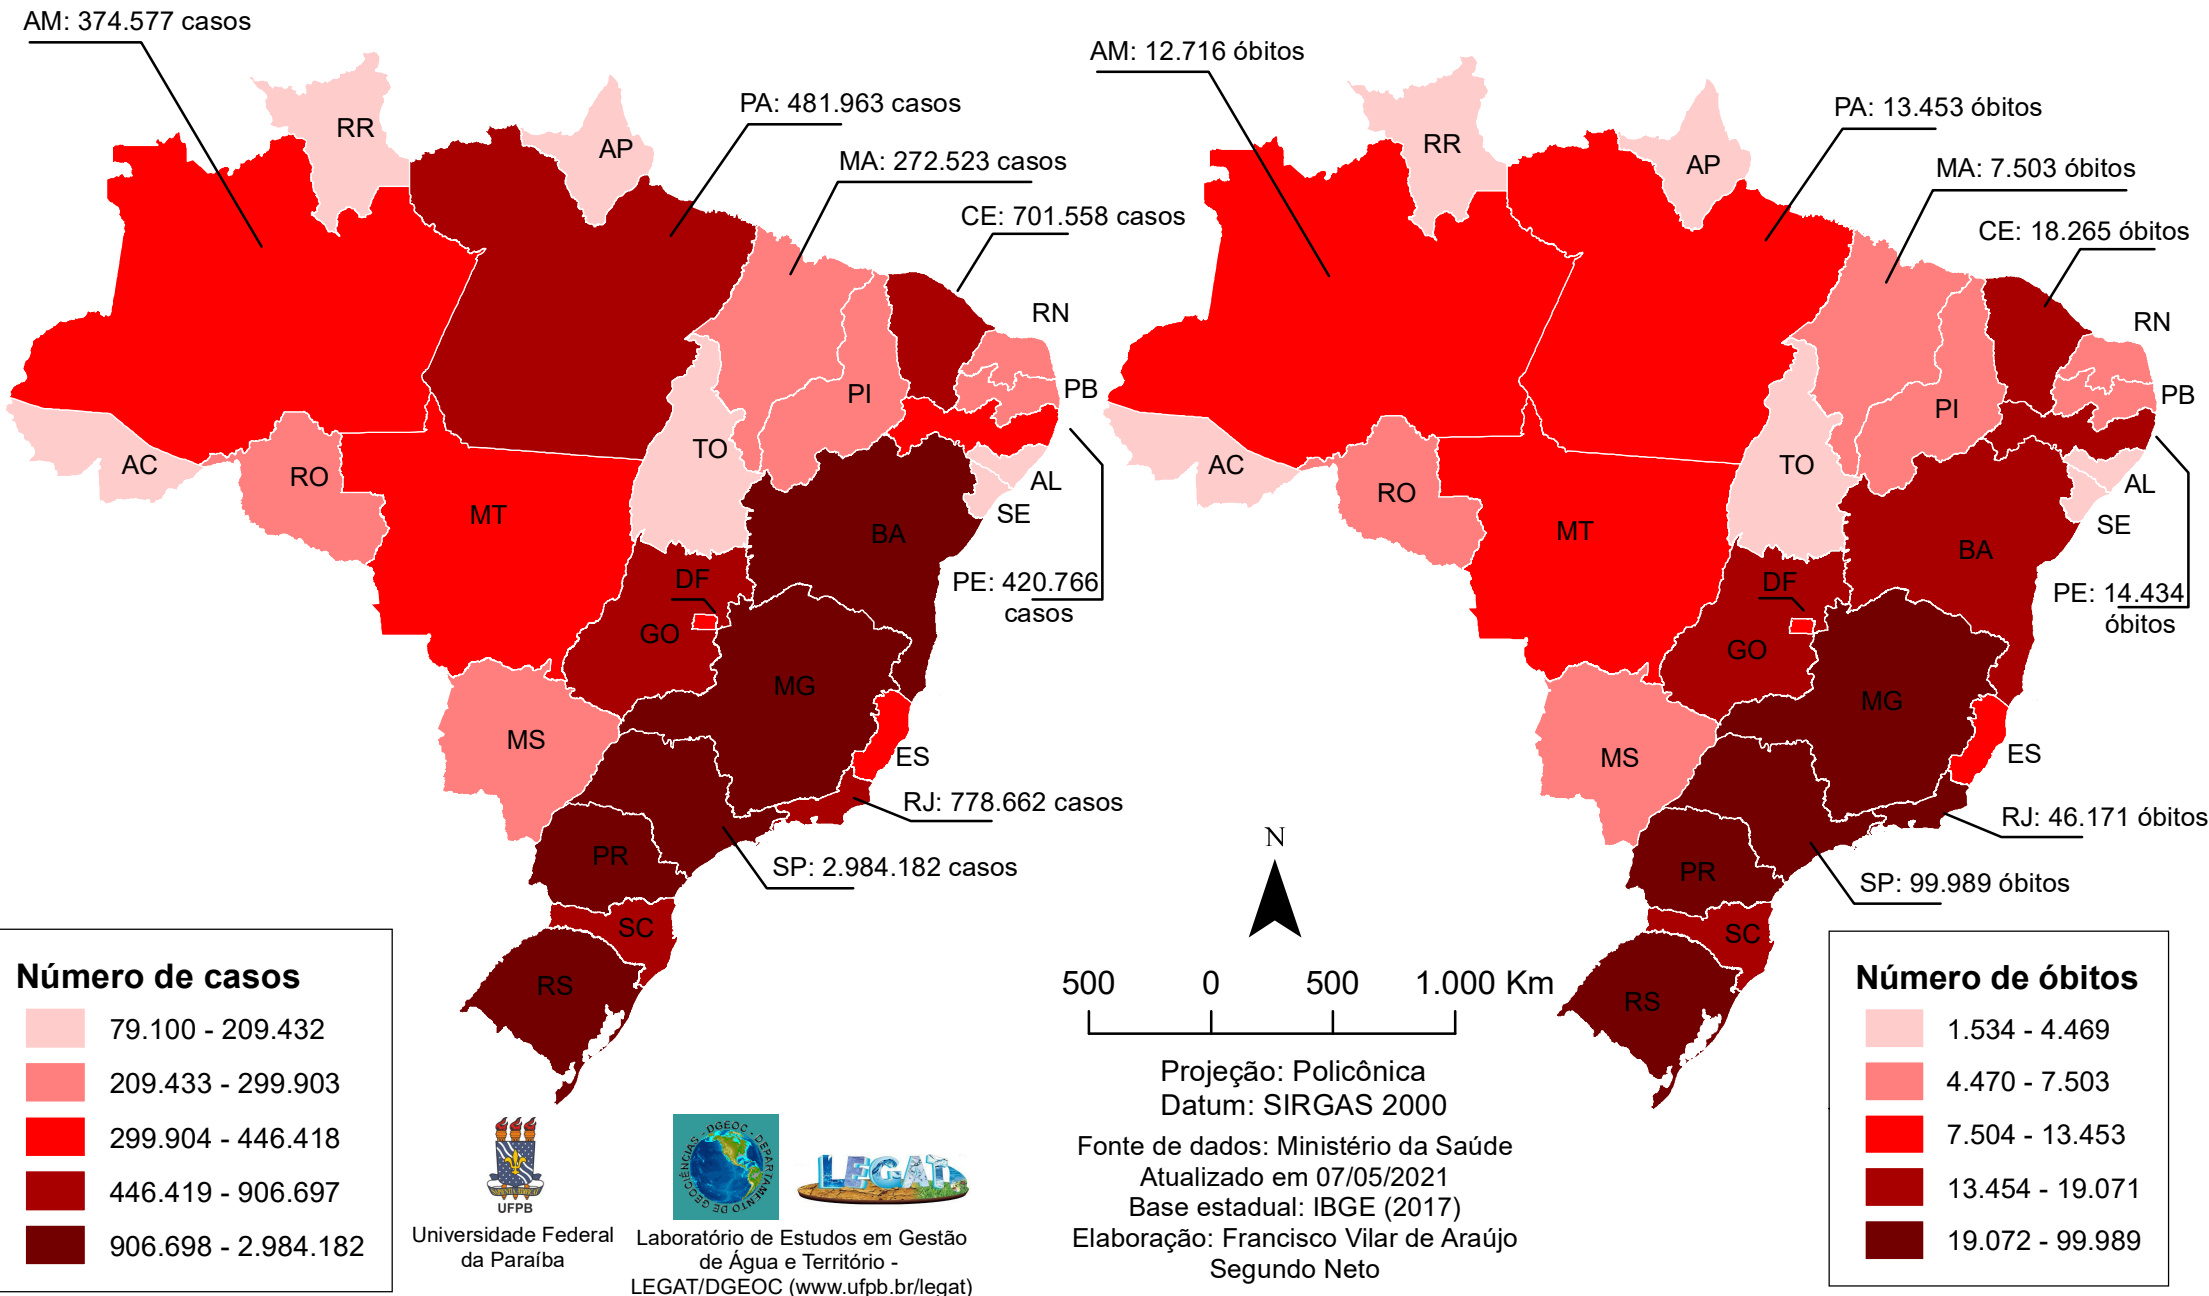 AM: 374.577 casos
RR
AP
PA: 481.963 casos
MA: 272.523 casos
CE: 701.558 casos
RN
PB
PI
TO
AC
RO
MT
AL
SE
BA
PE: 420.766
casos
DF
GO
MG
MS
ES
RJ: 778.662 casos
PR
SP: 2.984.182 casos
SC
RS
AM: 12.716 óbitos
RR
AP
PA: 13.453 óbitos
MA: 7.503 óbitos
CE: 18.265 óbitos
RN
PB
PI
TO
AC
RO
MT
AL
SE
BA
PE: 14.434
óbitos
DF
GO
MG
MS
ES
RJ: 46.171 óbitos
PR
SP: 99.989 óbitos
SC
RS
Número de casos
79.100 - 209.432
209.433 - 299.903
299.904 - 446.418
446.419 - 906.697
906.698 - 2.984.182
UFPB
Universidade Federal
da Paraíba
DGEOC - DEPARTAMENTO DE GEOCIÊNCIAS -
LEGAT
Laboratório de Estudos em Gestão
de Água e Território -
LEGAT/DGEOC (www.ufpb.br/legat)
N
500 0 500 1.000 Km
Projeção: Policônica
Datum: SIRGAS 2000
Fonte de dados: Ministério da Saúde
Atualizado em 07/05/2021
Base estadual: IBGE (2017)
Elaboração: Francisco Vilar de Araújo
Segundo Neto
Número de óbitos
1.534 - 4.469
4.470 - 7.503
7.504 - 13.453
13.454 - 19.071
19.072 - 99.989